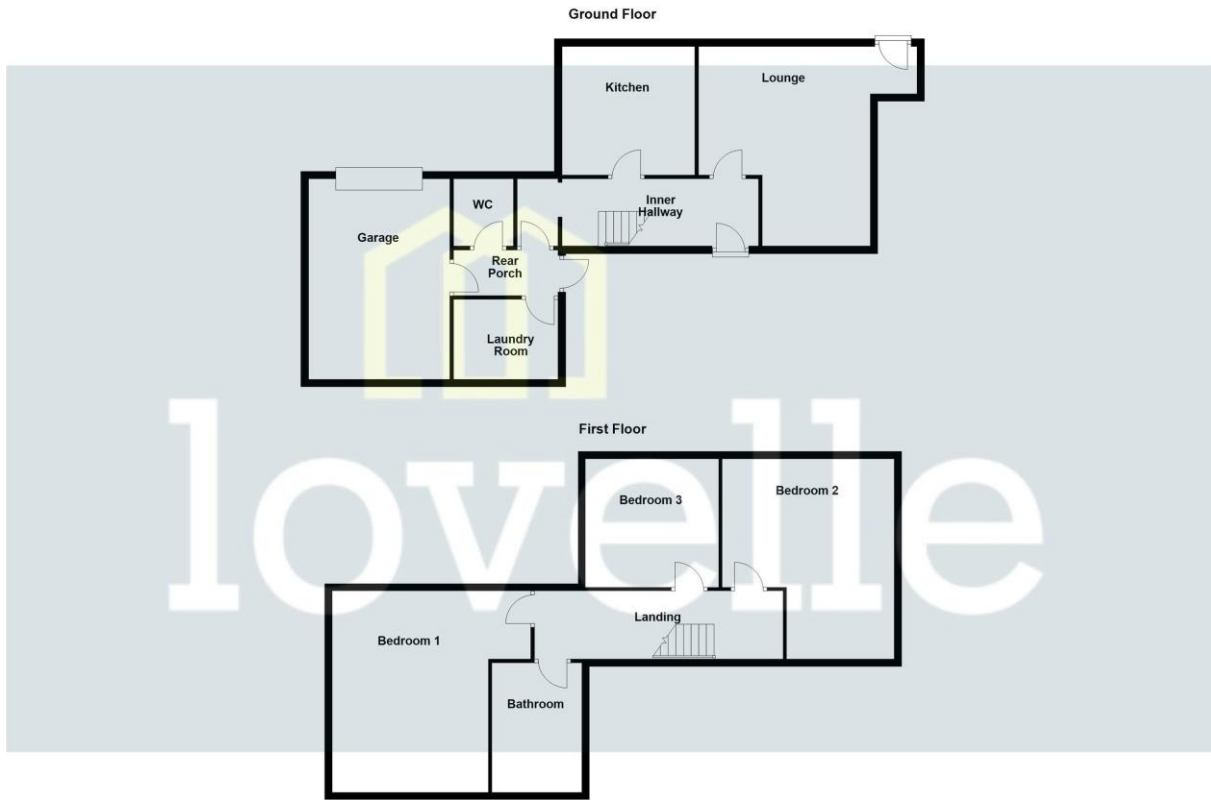 Ground Floor
Kitchen
Lounge
WC
Inner
Hallway
Garage
Rear
Porch
Laundry
Room
lovelle
First Floor
Bedroom 3
Bedroom 2
Landing
Bedroom 1
Bathroom